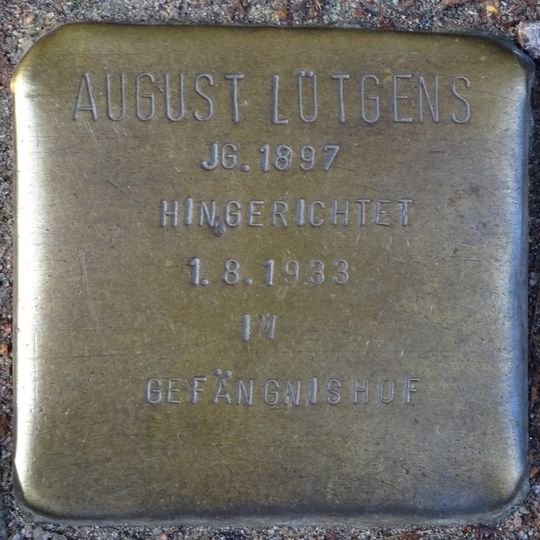 AUGUST LÜTGENS
JG. 1897
HINGERICHTET
1.8.1933
IM
GEFÄNGNISHOF